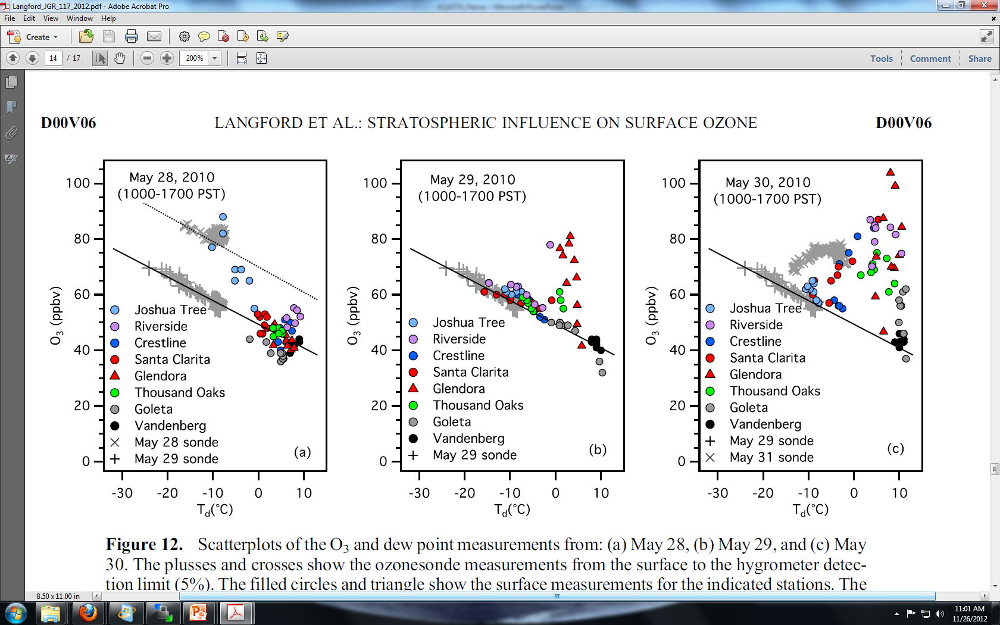 Langford_JGR_117_2012.pdf - Adobe Acrobat Pro
File Edit View Window Help
Create
14 / 17 200% Tools Comment Share
D00V06 LANGFORD ET AL.: STRATOSPHERIC INFLUENCE ON SURFACE OZONE D00V06
May 28, 2010
(1000-1700 PST)
100
80
60
40
20
0
O3 (ppbv)
Joshua Tree
Riverside
Crestline
Santa Clarita
Glendora
Thousand Oaks
Goleta
Vandenberg
May 28 sonde
May 29 sonde
(a)
-30 -20 -10 0 10
Td(°C)
May 29, 2010
(1000-1700 PST)
100
80
60
40
20
0
O3 (ppbv)
Joshua Tree
Riverside
Crestline
Santa Clarita
Glendora
Thousand Oaks
Goleta
Vandenberg
May 29 sonde
(b)
-30 -20 -10 0 10
Td(°C)
May 30, 2010
(1000-1700 PST)
100
80
60
40
20
0
O3 (ppbv)
Joshua Tree
Riverside
Crestline
Santa Clarita
Glendora
Thousand Oaks
Goleta
Vandenberg
May 29 sonde
May 31 sonde
(c)
-30 -20 -10 0 10
Td(°C)
Figure 12. Scatterplots of the O3 and dew point measurements from: (a) May 28, (b) May 29, and (c) May
30. The plusses and crosses show the ozonesonde measurements from the surface to the hygrometer detec-
tion limit (5%). The filled circles and triangle show the surface measurements for the indicated stations. The
8.50 x 11.00 in
11:01 AM
11/26/2012